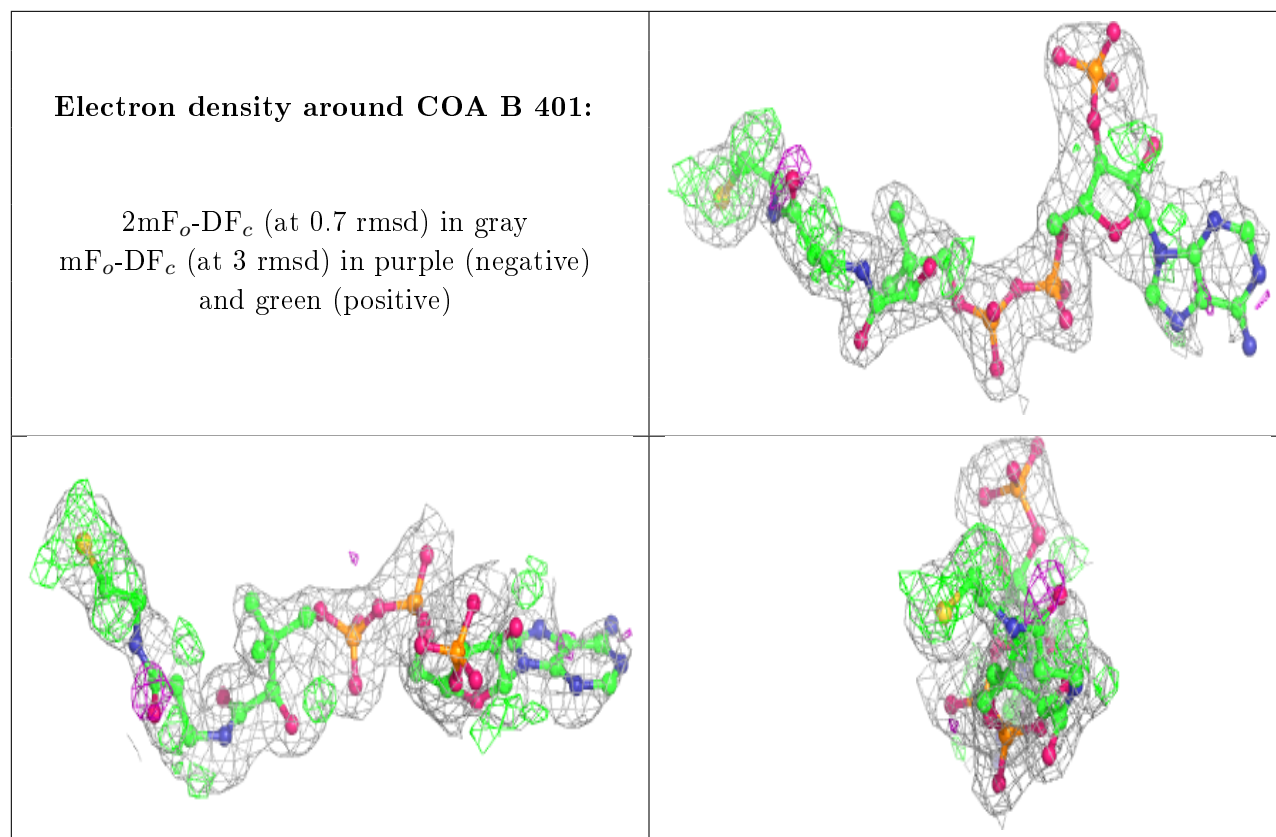 Electron density around COA B 401:
2mFo-DFc (at 0.7 rmsd) in gray
mFo-DFc (at 3 rmsd) in purple (negative)
and green (positive)